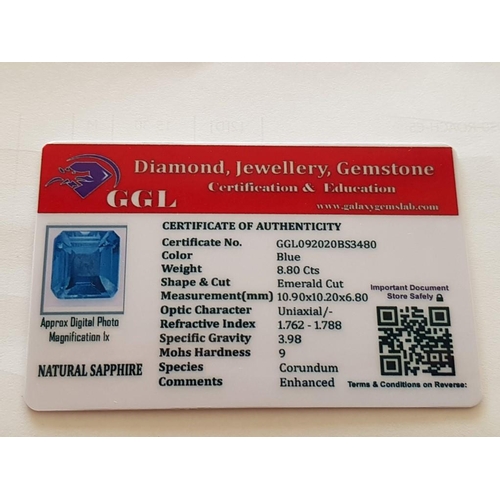 GGL
Diamond, Jewellery, Gemstone
Certification & Education
www.galaxygemslab.com
CERTIFICATE OF AUTHENTICITY
Certificate No. GGL092020BS3480
Color Blue
Weight 8.80 Cts
Shape & Cut Emerald Cut
Measurement(mm) 10.90x10.20x6.80
Optic Character Uniaxial/-
Refractive Index 1.762 - 1.788
Specific Gravity 3.98
Mohs Hardness 9
Species Corundum
Comments Enhanced
Approx Digital Photo
Magnification 1x
NATURAL SAPPHIRE
Important Document
Store Safely
Terms & Conditions on Reverse: